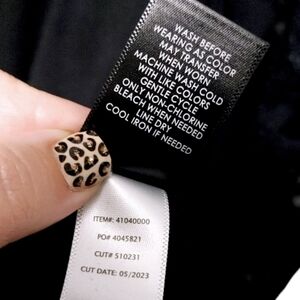 WASH BEFORE
WEARING AS COLOR
MAY TRANSFER
WHEN WORN
MACHINE WASH COLD
WITH LIKE COLORS
GENTLE CYCLE
ONLY NON-CHLORINE
BLEACH WHEN NEEDED
LINE DRY
COOL IRON IF NEEDED
ITEM#: 41040000
PO# 4045821
CUT# 510231
CUT DATE: 05/2023